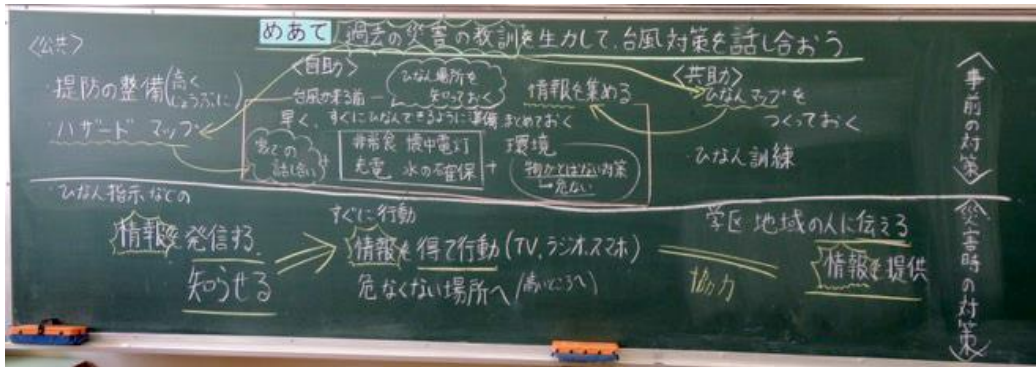 めあて 過去の災害の教訓を生かして、台風対策を話し合おう
〈公共〉
・堤防の整備(高く じょうぶに)
・ハザードマップ
〈自助〉
台風の来る前ー
ひなん場所を
知っておく
情報を集める
早く、すぐにひなんできるように準備 まとめておく
家での
話し合い
+
非常食 懐中電灯
充電 水の確保
+
環境
物がとばない対策
→危ない
〈共助〉
ひなんマップを
つくっておく
・ひなん訓練
〈事前の対策〉
・ひなん指示などの
情報を発信する
知らせる
すぐに行動
情報を得て行動(TV、ラジオ、スマホ)
危なくない場所へ(高いところへ)
協力
学区 地域の人に伝える
情報を提供
〈災害時の対策〉